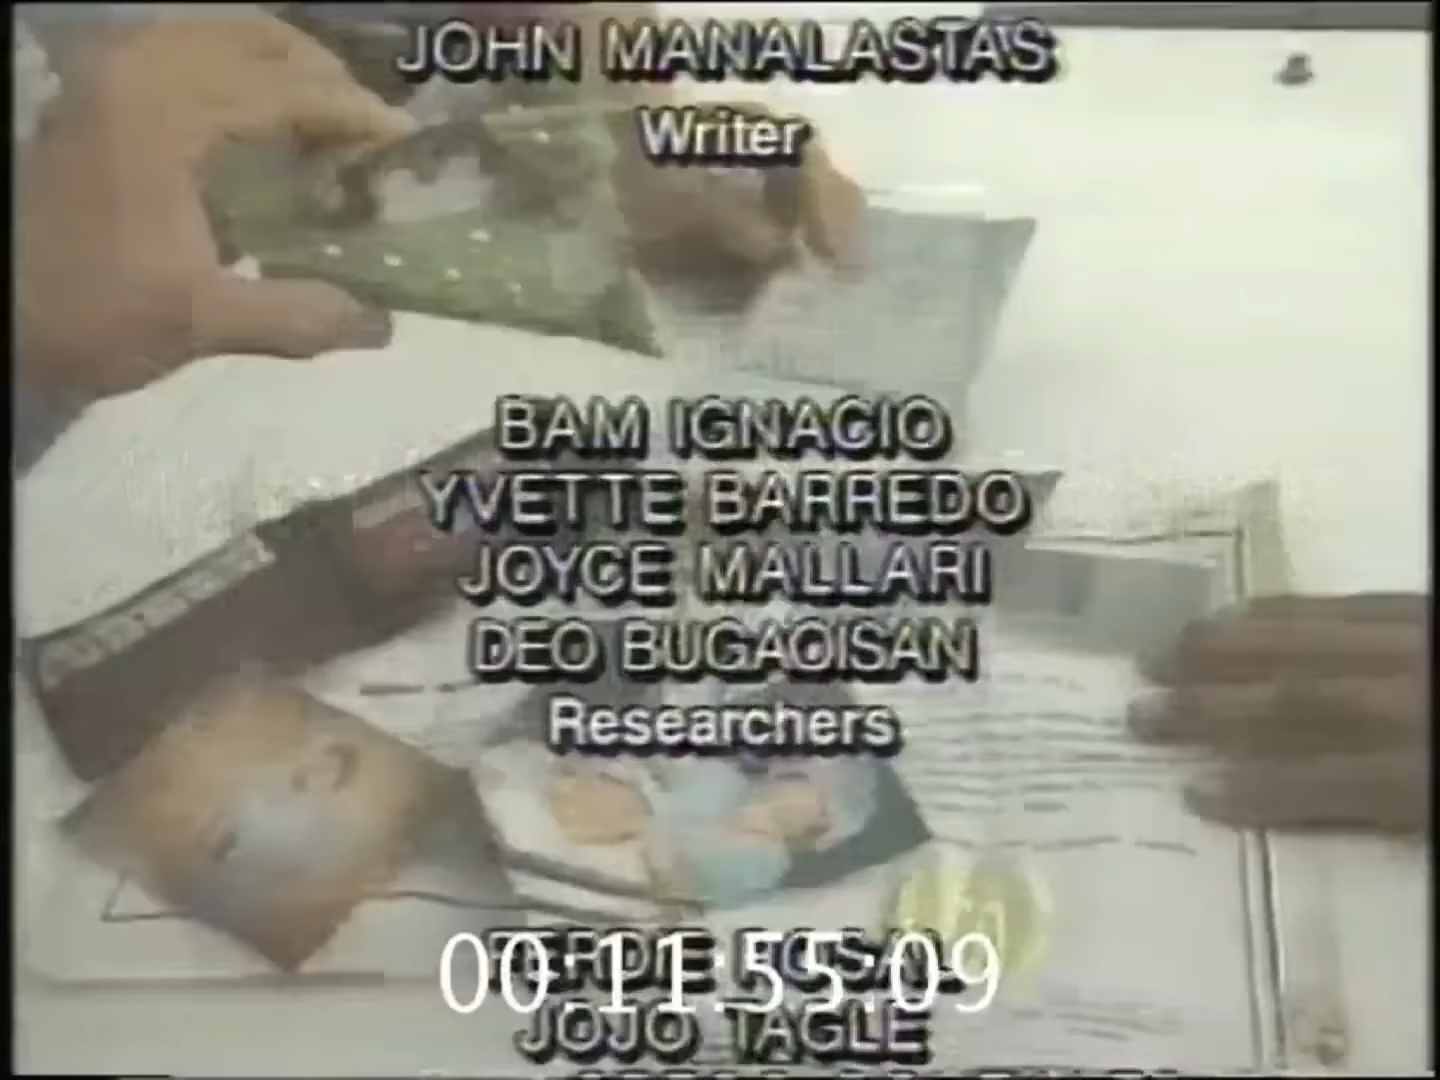 JOHN MANALASTAS
Writer
BAM IGNACIO
YVETTE BARREDO
JOYCE MALLARI
DEO BUGAOISAN
Researchers
00:11:55:09
JOJO TAGLE